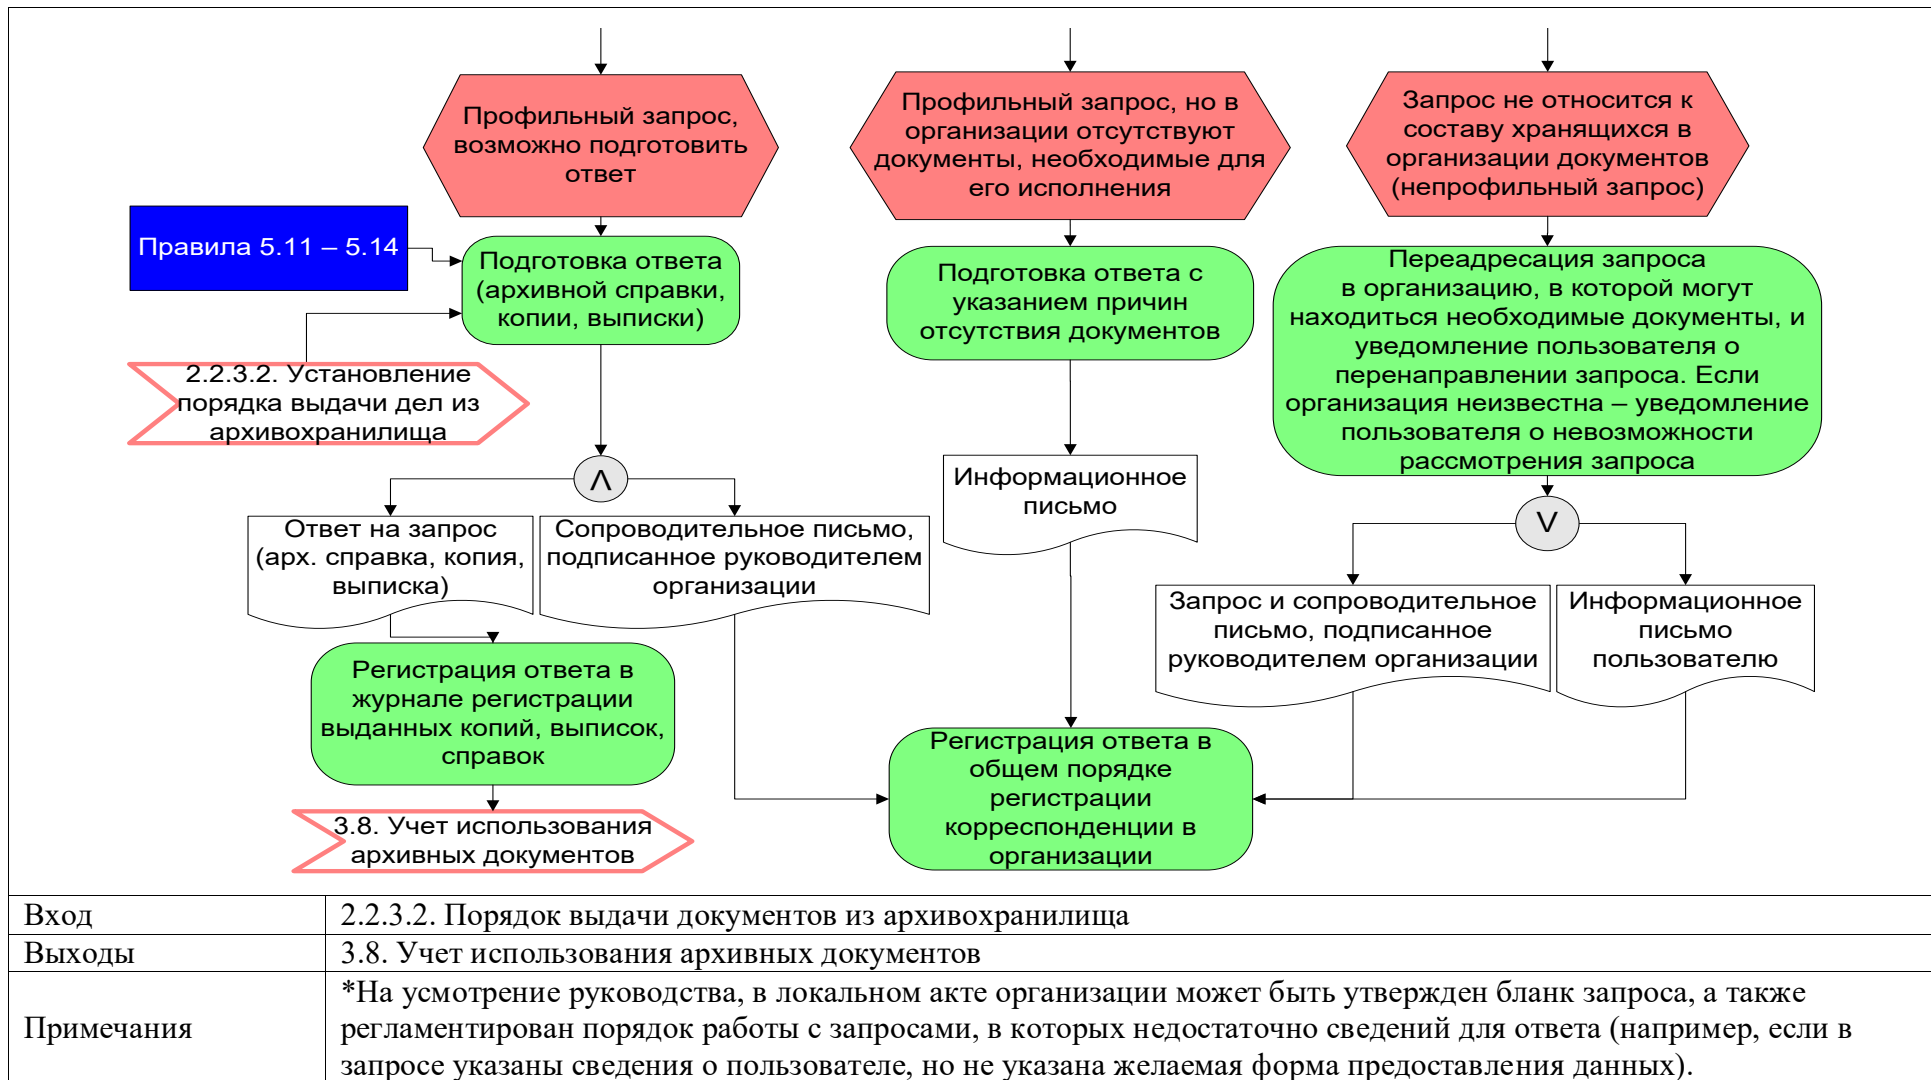 Профильный запрос,
возможно подготовить
ответ
Профильный запрос, но в
организации отсутствуют
документы, необходимые для
его исполнения
Запрос не относится к
составу хранящихся в
организации документов
(непрофильный запрос)
Правила 5.11 – 5.14
Подготовка ответа
(архивной справки,
копии, выписки)
Подготовка ответа с
указанием причин
отсутствия документов
Переадресация запроса
в организацию, в которой могут
находиться необходимые документы, и
уведомление пользователя о
перенаправлении запроса. Если
организация неизвестна – уведомление
пользователя о невозможности
рассмотрения запроса
2.2.3.2. Установление
порядка выдачи дел из
архивохранилища
Λ
Информационное
письмо
V
Ответ на запрос
(арх. справка, копия,
выписка)
Сопроводительное письмо,
подписанное руководителем
организации
Запрос и сопроводительное
письмо, подписанное
руководителем организации
Информационное
письмо
пользователю
Регистрация ответа в
журнале регистрации
выданных копий, выписок,
справок
Регистрация ответа в
общем порядке
регистрации
корреспонденции в
организации
3.8. Учет использования
архивных документов
Вход
2.2.3.2. Порядок выдачи документов из архивохранилища
Выходы
3.8. Учет использования архивных документов
Примечания
*На усмотрение руководства, в локальном акте организации может быть утвержден бланк запроса, а также
регламентирован порядок работы с запросами, в которых недостаточно сведений для ответа (например, если в
запросе указаны сведения о пользователе, но не указана желаемая форма предоставления данных).